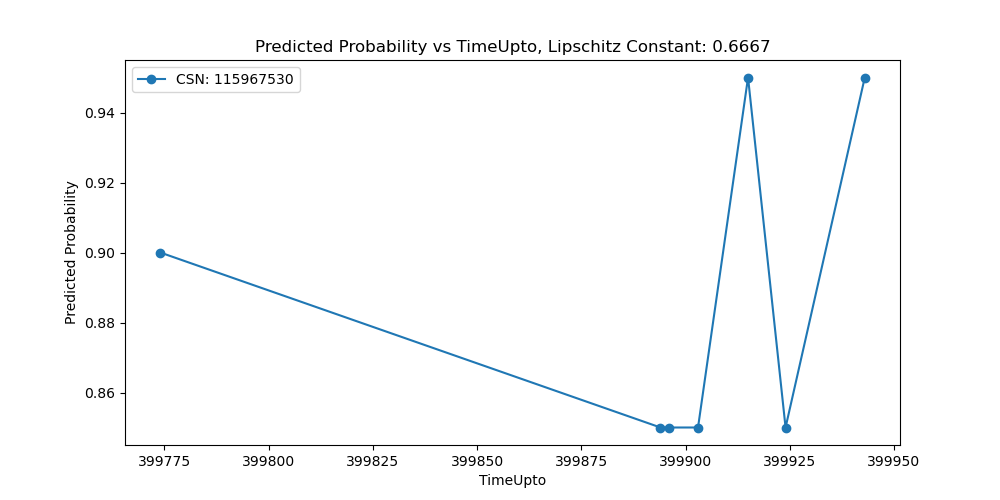 Predicted Probability vs TimeUpto, Lipschitz Constant: 0.6667
CSN: 115967530
Predicted Probability
0.94
0.92
0.90
0.88
0.86
399775 399800 399825 399850 399875 399900 399925 399950
TimeUpto